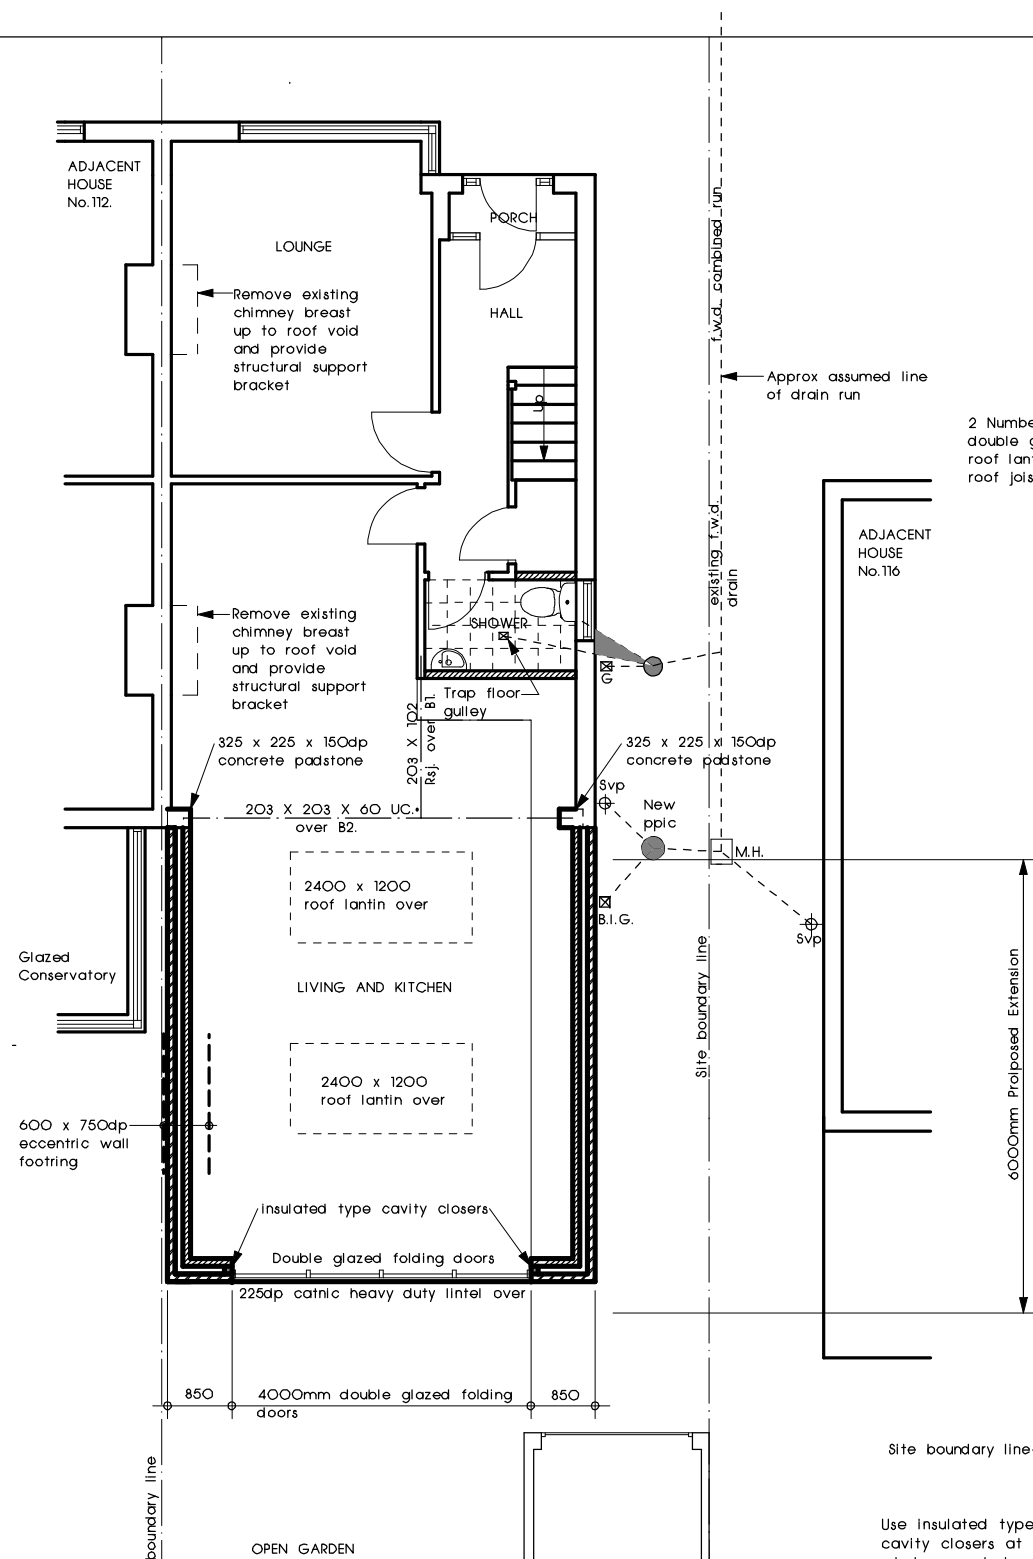 ADJACENT
HOUSE
No.112.
LOUNGE
PORCH
HALL
Remove existing
chimney breast
up to roof void
and provide
structural support
bracket
up
f.w.d. combined run
Approx assumed line
of drain run
2 Numbe
double g
roof lan
roof jois
ADJACENT
HOUSE
No.116
existing f.w.d.
drain
SHOWER
Remove existing
chimney breast
up to roof void
and provide
structural support
bracket
G
Trap floor
gulley
203 X 102
Rsj. over B1.
325 x 225 x 150dp
concrete padstone
325 x 225 x 150dp
concrete padstone
Svp
New
ppic
203 X 203 X 60 UC.
over B2.
M.H.
2400 x 1200
roof lantin over
B.I.G.
Svp
Glazed
Conservatory
LIVING AND KITCHEN
Site boundary line
6000mm Prolposed Extension
2400 x 1200
roof lantin over
600 x 750dp
eccentric wall
footring
insulated type cavity closers
Double glazed folding doors
225dp catnic heavy duty lintel over
850
4000mm double glazed folding
doors
850
Site boundary line
boundary line
Use insulated type
cavity closers at
OPEN GARDEN